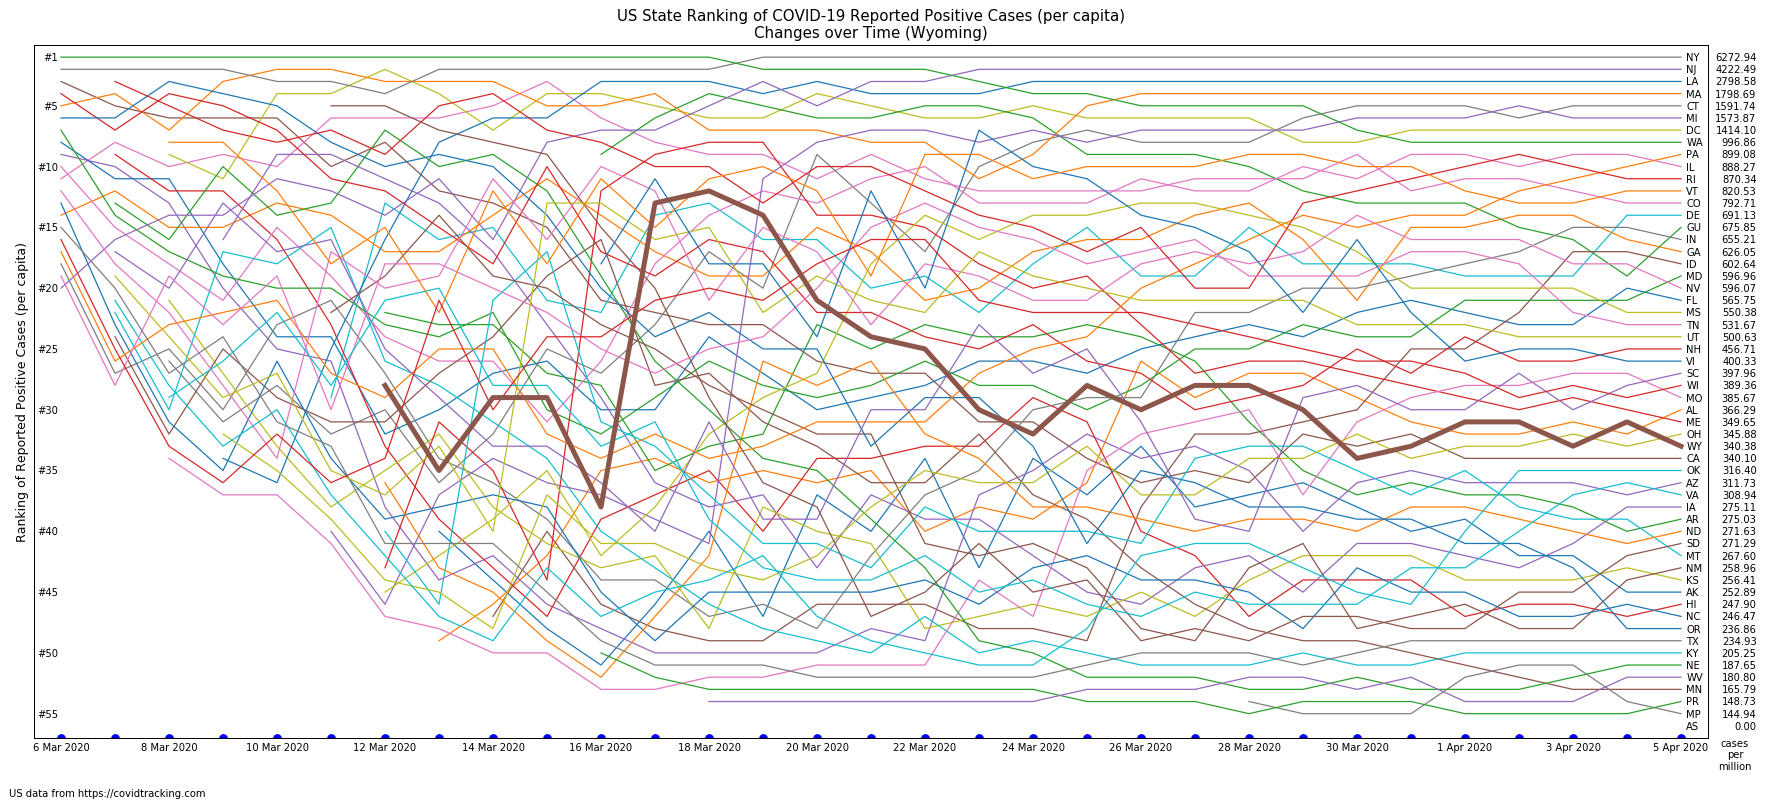 US State Ranking of COVID-19 Reported Positive Cases (per capita)
Changes over Time (Wyoming)
Ranking of Reported Positive Cases (per capita)
#1
#5
#10
#15
#20
#25
#30
#35
#40
#45
#50
#55
NY 6272.94
NJ 4222.49
LA 2798.58
MA 1798.69
CT 1591.74
MI 1573.87
DC 1414.10
WA 996.86
PA 899.08
IL 888.27
RI 870.34
VT 820.53
CO 792.71
DE 691.13
GU 675.85
IN 655.21
GA 626.05
ID 602.64
MD 596.96
NV 596.07
FL 565.75
MS 550.38
TN 531.67
UT 500.63
NH 456.71
VI 400.33
SC 397.96
WI 389.36
MO 385.67
AL 366.29
ME 349.65
OH 345.88
WY 340.38
CA 340.10
OK 316.40
AZ 311.73
VA 308.94
IA 275.11
AR 275.03
ND 271.63
SD 271.29
MT 267.60
NM 258.96
KS 256.41
AK 252.89
HI 247.90
NC 246.47
OR 236.86
TX 234.93
KY 205.25
NE 187.65
WV 180.80
MN 165.79
PR 148.73
MP 144.94
AS 0.00
6 Mar 2020 8 Mar 2020 10 Mar 2020 12 Mar 2020 14 Mar 2020 16 Mar 2020 18 Mar 2020 20 Mar 2020 22 Mar 2020 24 Mar 2020 26 Mar 2020 28 Mar 2020 30 Mar 2020 1 Apr 2020 3 Apr 2020 5 Apr 2020
cases
per
million
US data from https://covidtracking.com